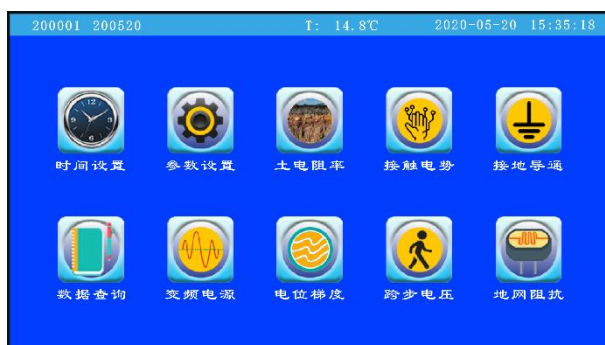 200001 200520 T: 14.8℃ 2020-05-20 15:35:18
12
时间设置 参数设置 土电阻率 接触电势 接地导通
数据查询 变频电源 电位梯度 跨步电压 地网阻抗